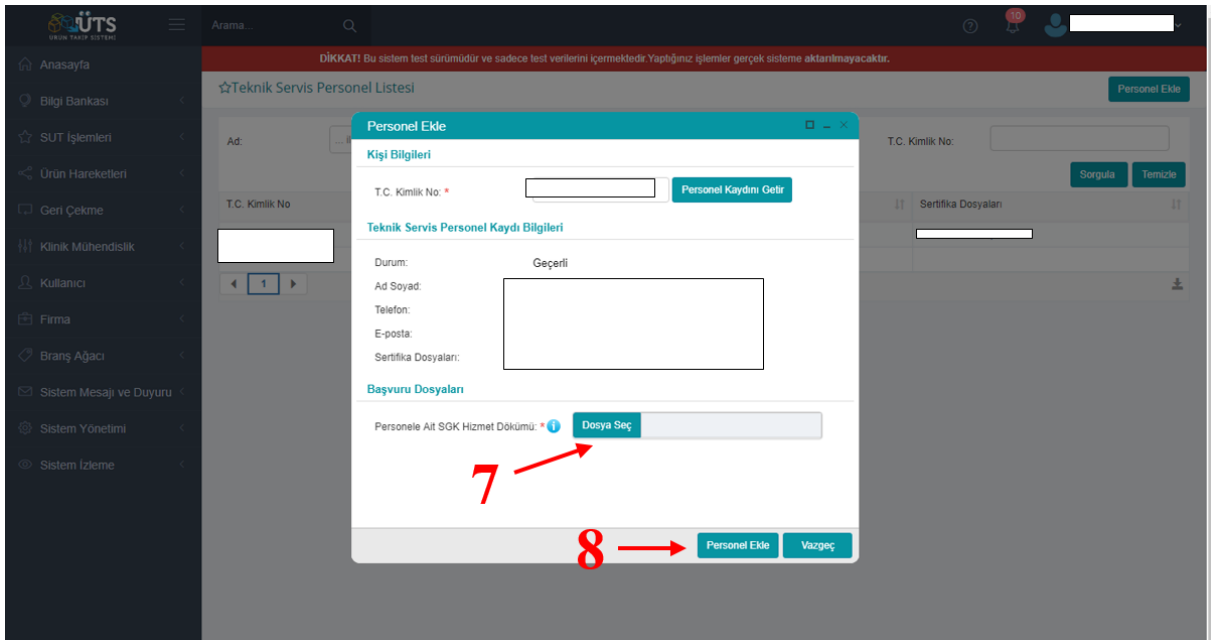 ÜTS
ÜRÜN TAKİP SİSTEMİ
Arama...
10
DİKKAT! Bu sistem test sürümüdür ve sadece test verilerini içermektedir.Yaptığınız işlemler gerçek sisteme aktarılmayacaktır.
Anasayfa
Bilgi Bankası
SUT İşlemleri
Ürün Hareketleri
Geri Çekme
Klinik Mühendislik
Kullanıcı
Firma
Branş Ağacı
Sistem Mesajı ve Duyuru
Sistem Yönetimi
Sistem İzleme
Teknik Servis Personel Listesi
Personel Ekle
Ad:
T.C. Kimlik No:
Sorgula
Temizle
T.C. Kimlik No
Sertifika Dosyaları
1
Personel Ekle
Kişi Bilgileri
T.C. Kimlik No: *
Personel Kaydını Getir
Teknik Servis Personel Kaydı Bilgileri
Durum: Geçerli
Ad Soyad:
Telefon:
E-posta:
Sertifika Dosyaları:
Başvuru Dosyaları
Personele Ait SGK Hizmet Dökümü: *
Dosya Seç
7
8
Personel Ekle
Vazgeç